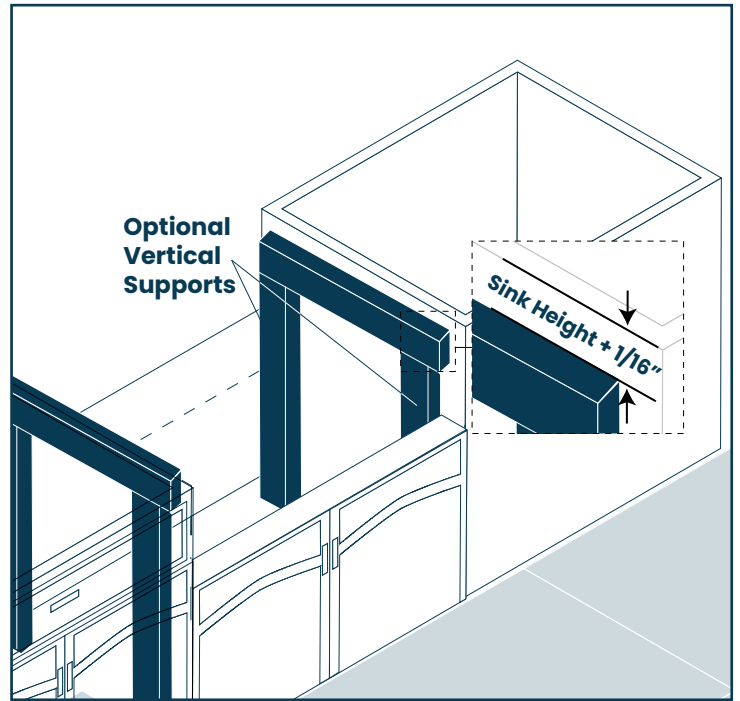 Optional
Vertical
Supports
Sink Height + 1/16”